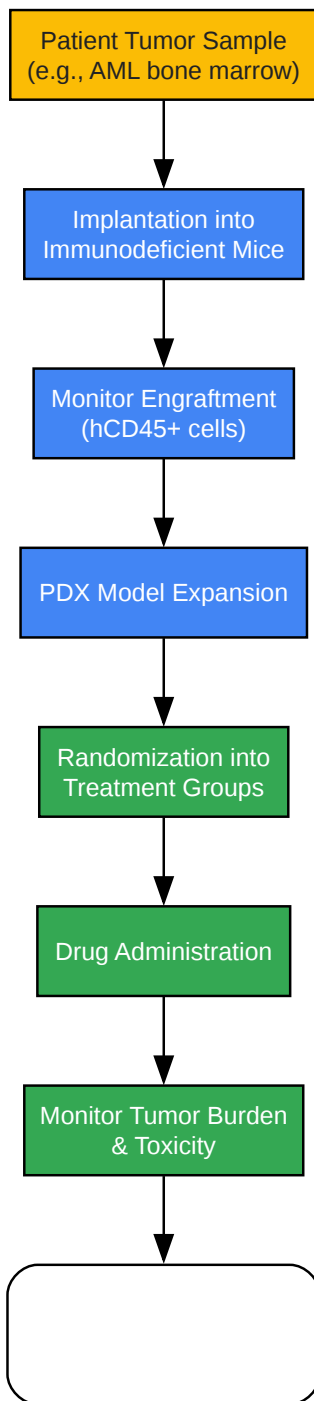 Patient Tumor Sample
(e.g., AML bone marrow)
Implantation into
Immunodeficient Mice
Monitor Engraftment
(hCD45+ cells)
PDX Model Expansion
Randomization into
Treatment Groups
Drug Administration
Monitor Tumor Burden
& Toxicity